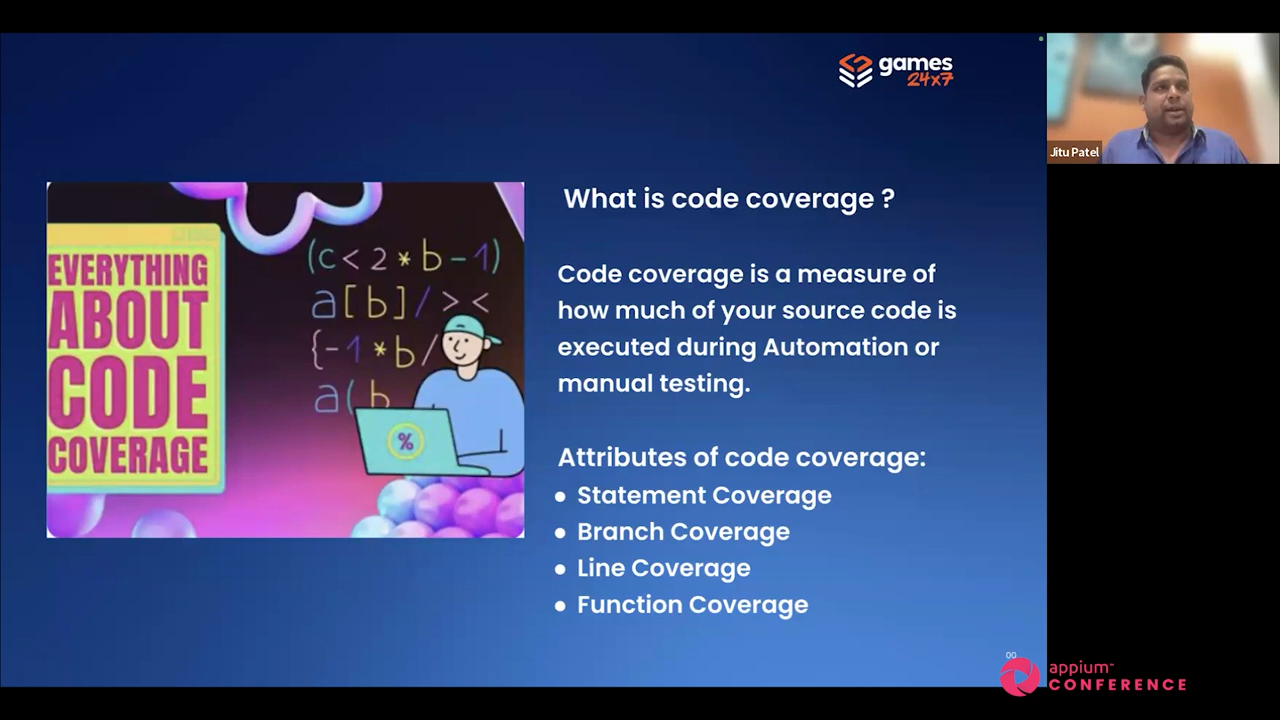 games
24x7
Jitu Patel
What is code coverage ?
Code coverage is a measure of
how much of your source code is
executed during Automation or
manual testing.
Attributes of code coverage:
● Statement Coverage
● Branch Coverage
● Line Coverage
● Function Coverage
EVERYTHING
ABOUT
CODE
COVERAGE
(c<2*b-1)
a[b]/><
{-1*b/
a(b
%
00
appium
CONFERENCE